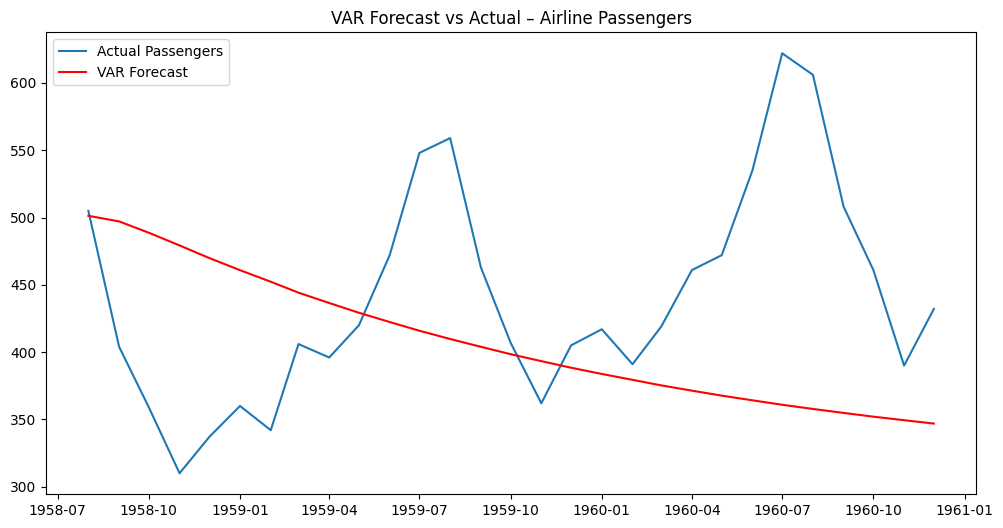 VAR Forecast vs Actual – Airline Passengers
Actual Passengers
VAR Forecast
600
550
500
450
400
350
300
1958-07 1958-10 1959-01 1959-04 1959-07 1959-10 1960-01 1960-04 1960-07 1960-10 1961-01